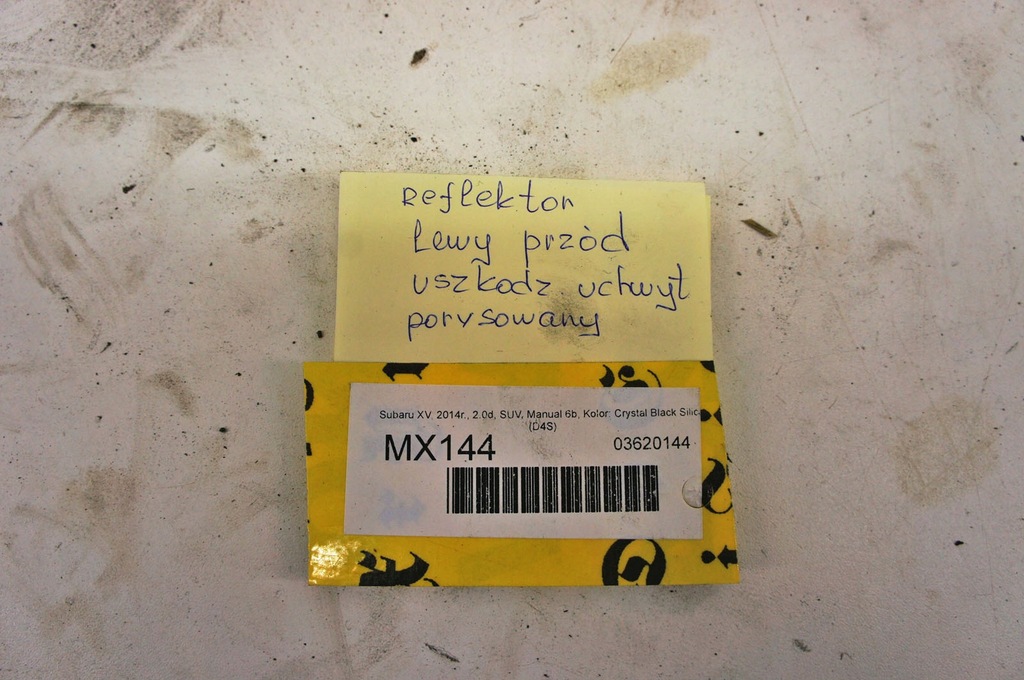 Reflektor
Lewy przód
uszkodz. uchwyt
porysowany
Subaru XV, 2014r., 2.0d, SUV, Manual 6b, Kolor: Crystal Black Silic
(D4S)
MX144 03620144